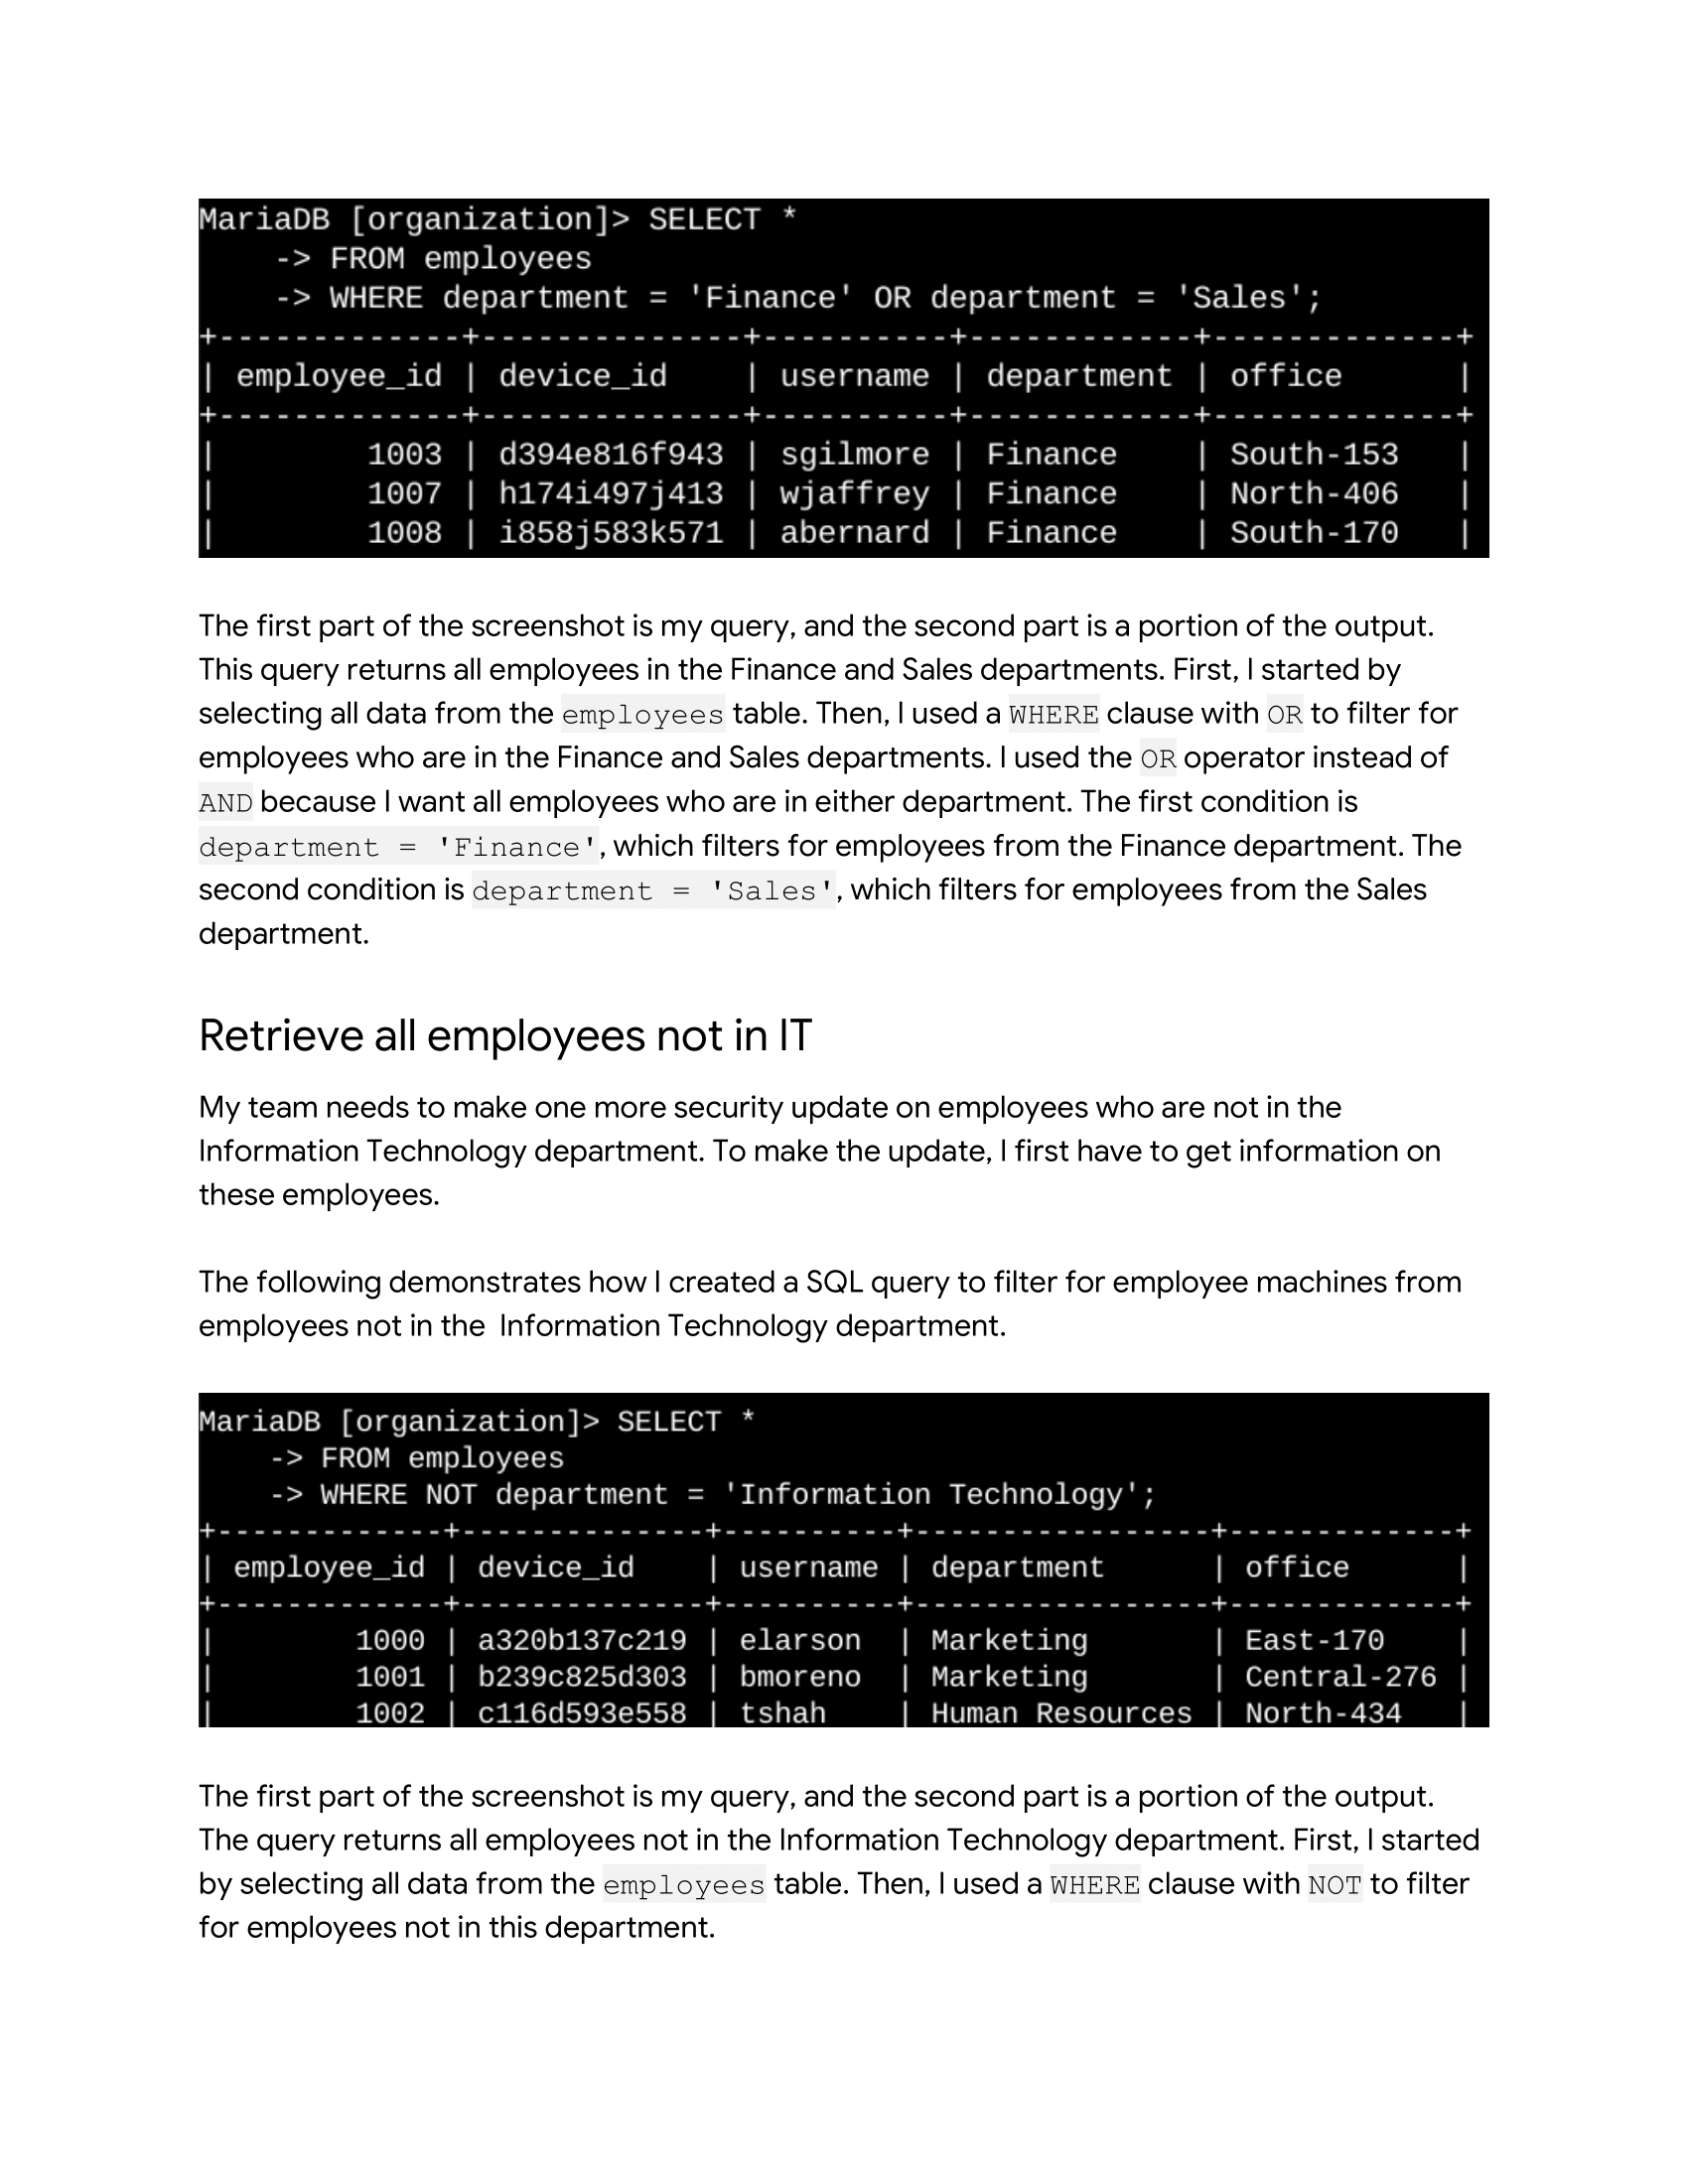 MariaDB [organization]> SELECT *
    -> FROM employees
    -> WHERE department = 'Finance' OR department = 'Sales';
+-------------+--------------+----------+------------+-------------+
| employee_id | device_id    | username | department | office      |
+-------------+--------------+----------+------------+-------------+
|        1003 | d394e816f943 | sgilmore | Finance    | South-153   |
|        1007 | h174i497j413 | wjaffrey | Finance    | North-406   |
|        1008 | i858j583k571 | abernard | Finance    | South-170   |
The first part of the screenshot is my query, and the second part is a portion of the output.
This query returns all employees in the Finance and Sales departments. First, I started by
selecting all data from the employees table. Then, I used a WHERE clause with OR to filter for
employees who are in the Finance and Sales departments. I used the OR operator instead of
AND because I want all employees who are in either department. The first condition is
department = 'Finance', which filters for employees from the Finance department. The
second condition is department = 'Sales', which filters for employees from the Sales
department.
Retrieve all employees not in IT
My team needs to make one more security update on employees who are not in the
Information Technology department. To make the update, I first have to get information on
these employees.
The following demonstrates how I created a SQL query to filter for employee machines from
employees not in the  Information Technology department.
MariaDB [organization]> SELECT *
    -> FROM employees
    -> WHERE NOT department = 'Information Technology';
+-------------+--------------+----------+-----------------+-------------+
| employee_id | device_id    | username | department      | office      |
+-------------+--------------+----------+-----------------+-------------+
|        1000 | a320b137c219 | elarson  | Marketing       | East-170    |
|        1001 | b239c825d303 | bmoreno  | Marketing       | Central-276 |
|        1002 | c116d593e558 | tshah    | Human Resources | North-434   |
The first part of the screenshot is my query, and the second part is a portion of the output.
The query returns all employees not in the Information Technology department. First, I started
by selecting all data from the employees table. Then, I used a WHERE clause with NOT to filter
for employees not in this department.